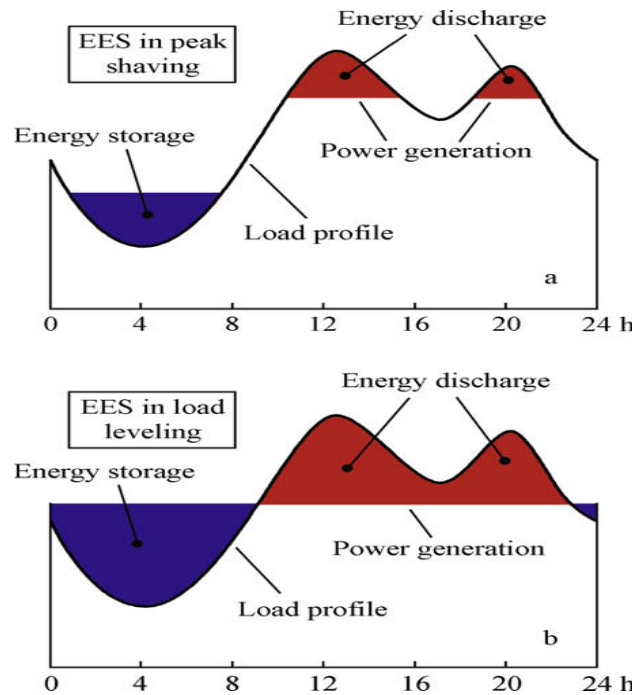 EES in peak
shaving
Energy discharge
Energy storage
Power generation
Load profile
a
0 4 8 12 16 20 24 h
EES in load
leveling
Energy discharge
Energy storage
Power generation
Load profile
b
0 4 8 12 16 20 24 h